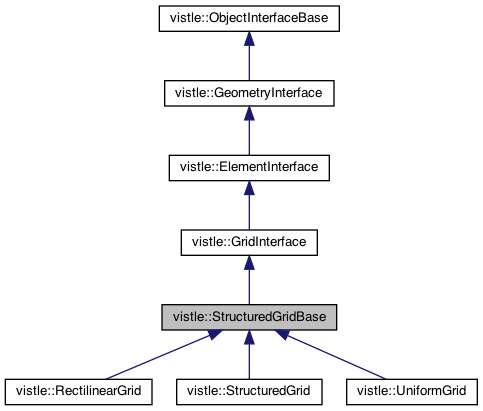 vistle::ObjectInterfaceBase
vistle::GeometryInterface
vistle::ElementInterface
vistle::GridInterface
vistle::StructuredGridBase
vistle::RectilinearGrid
vistle::StructuredGrid
vistle::UniformGrid